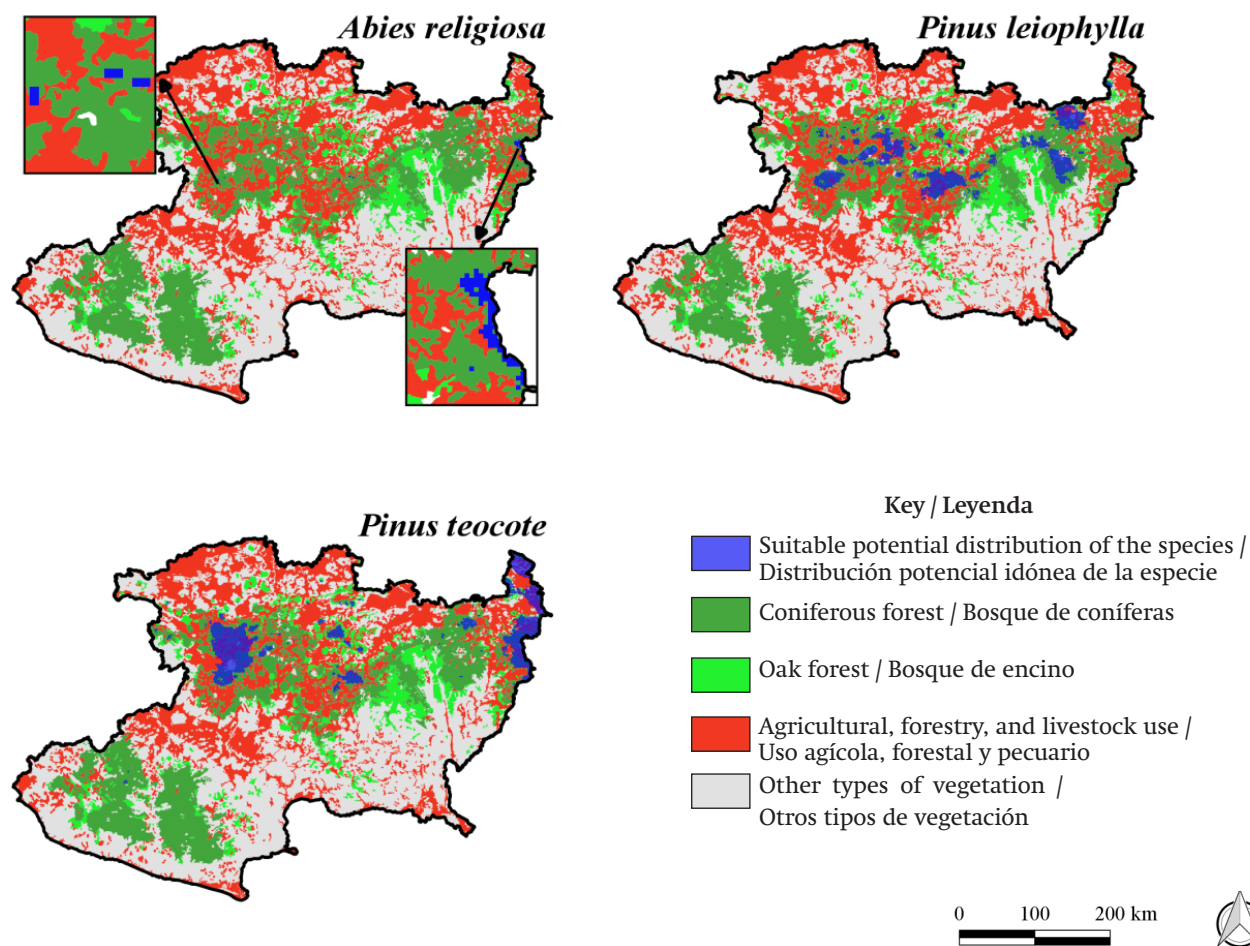 Abies religiosa
Pinus leiophylla
Pinus teocote
Key / Leyenda
Suitable potential distribution of the species /
Distribución potencial idónea de la especie
Coniferous forest / Bosque de coníferas
Oak forest / Bosque de encino
Agricultural, forestry, and livestock use /
Uso agícola, forestal y pecuario
Other types of vegetation /
Otros tipos de vegetación
0 100 200 km